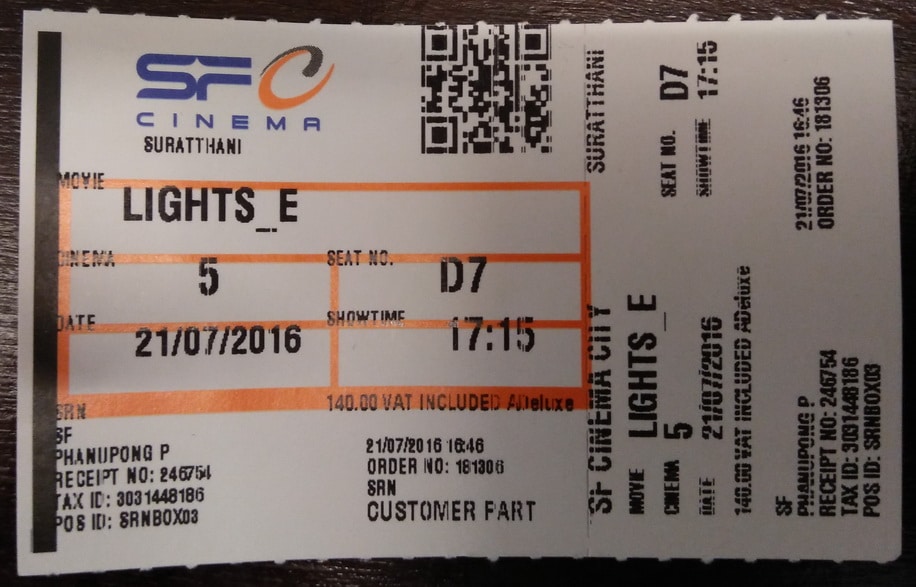 SF
CINEMA
SURATTHANI
MOVIE
LIGHTS_E
CINEMA
5
SEAT NO.
D7
DATE
21/07/2016
SHOWTIME
17:15
SRN
140.00 VAT INCLUDED ADeluxe
SF
PHANUPONG P
RECEIPT NO: 246754
TAX ID: 3031448186
POS ID: SRNBOX03
21/07/2016 16:46
ORDER NO: 181306
SRN
CUSTOMER PART
SF CINEMA CITY SURATTHANI
MOVIE LIGHTS_E
CINEMA 5 SEAT NO. D7
DATE 21/07/2016 SHOWTIME 17:15
140.00 VAT INCLUDED ADeluxe
SF
PHANUPONG P 21/07/2016 16:46
RECEIPT NO: 246754 ORDER NO: 181306
TAX ID: 3031448186
POS ID: SRNBOX03